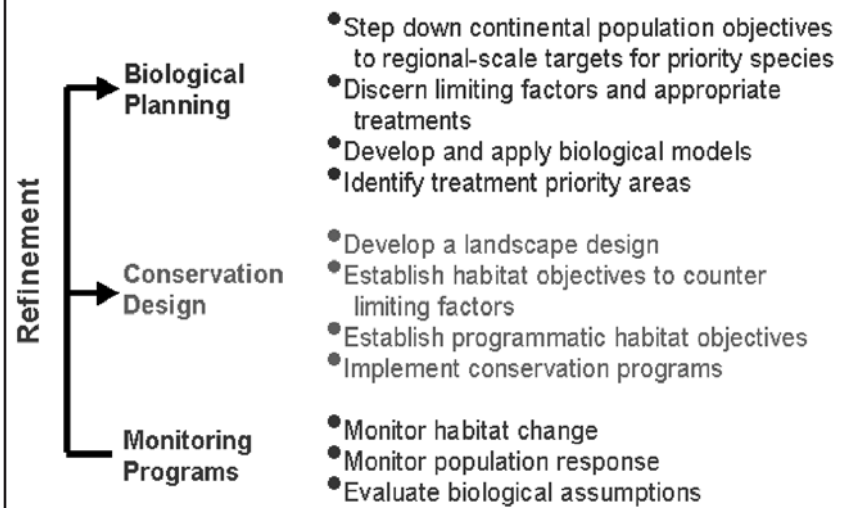 Refinement
Biological
Planning
●Step down continental population objectives
to regional-scale targets for priority species
●Discern limiting factors and appropriate
treatments
●Develop and apply biological models
●Identify treatment priority areas
Conservation
Design
●Develop a landscape design
●Establish habitat objectives to counter
limiting factors
●Establish programmatic habitat objectives
●Implement conservation programs
Monitoring
Programs
●Monitor habitat change
●Monitor population response
●Evaluate biological assumptions